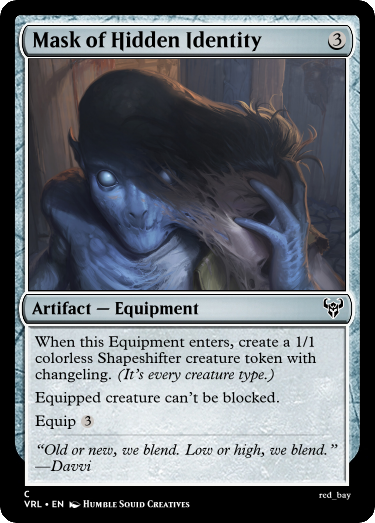 Mask of Hidden Identity 3
Artifact — Equipment
When this Equipment enters, create a 1/1
colorless Shapeshifter creature token with
changeling. (It's every creature type.)
Equipped creature can't be blocked.
Equip 3
"Old or new, we blend. Low or high, we blend."
—Davvi
C
VRL • EN Humble Souid Creatives
red_bay